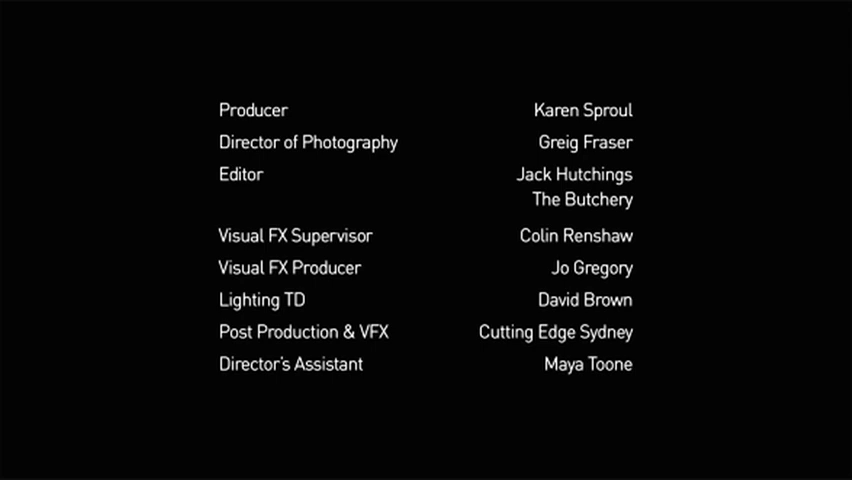 Producer Karen Sproul
Director of Photography Greig Fraser
Editor Jack Hutchings
The Butchery
Visual FX Supervisor Colin Renshaw
Visual FX Producer Jo Gregory
Lighting TD David Brown
Post Production & VFX Cutting Edge Sydney
Director's Assistant Maya Toone